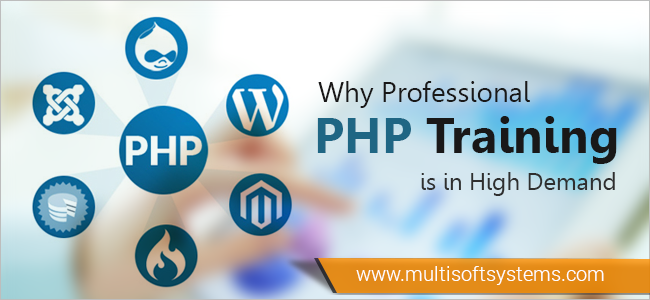 PHP
Why Professional
PHP Training
is in High Demand
www.multisoftsystems.com